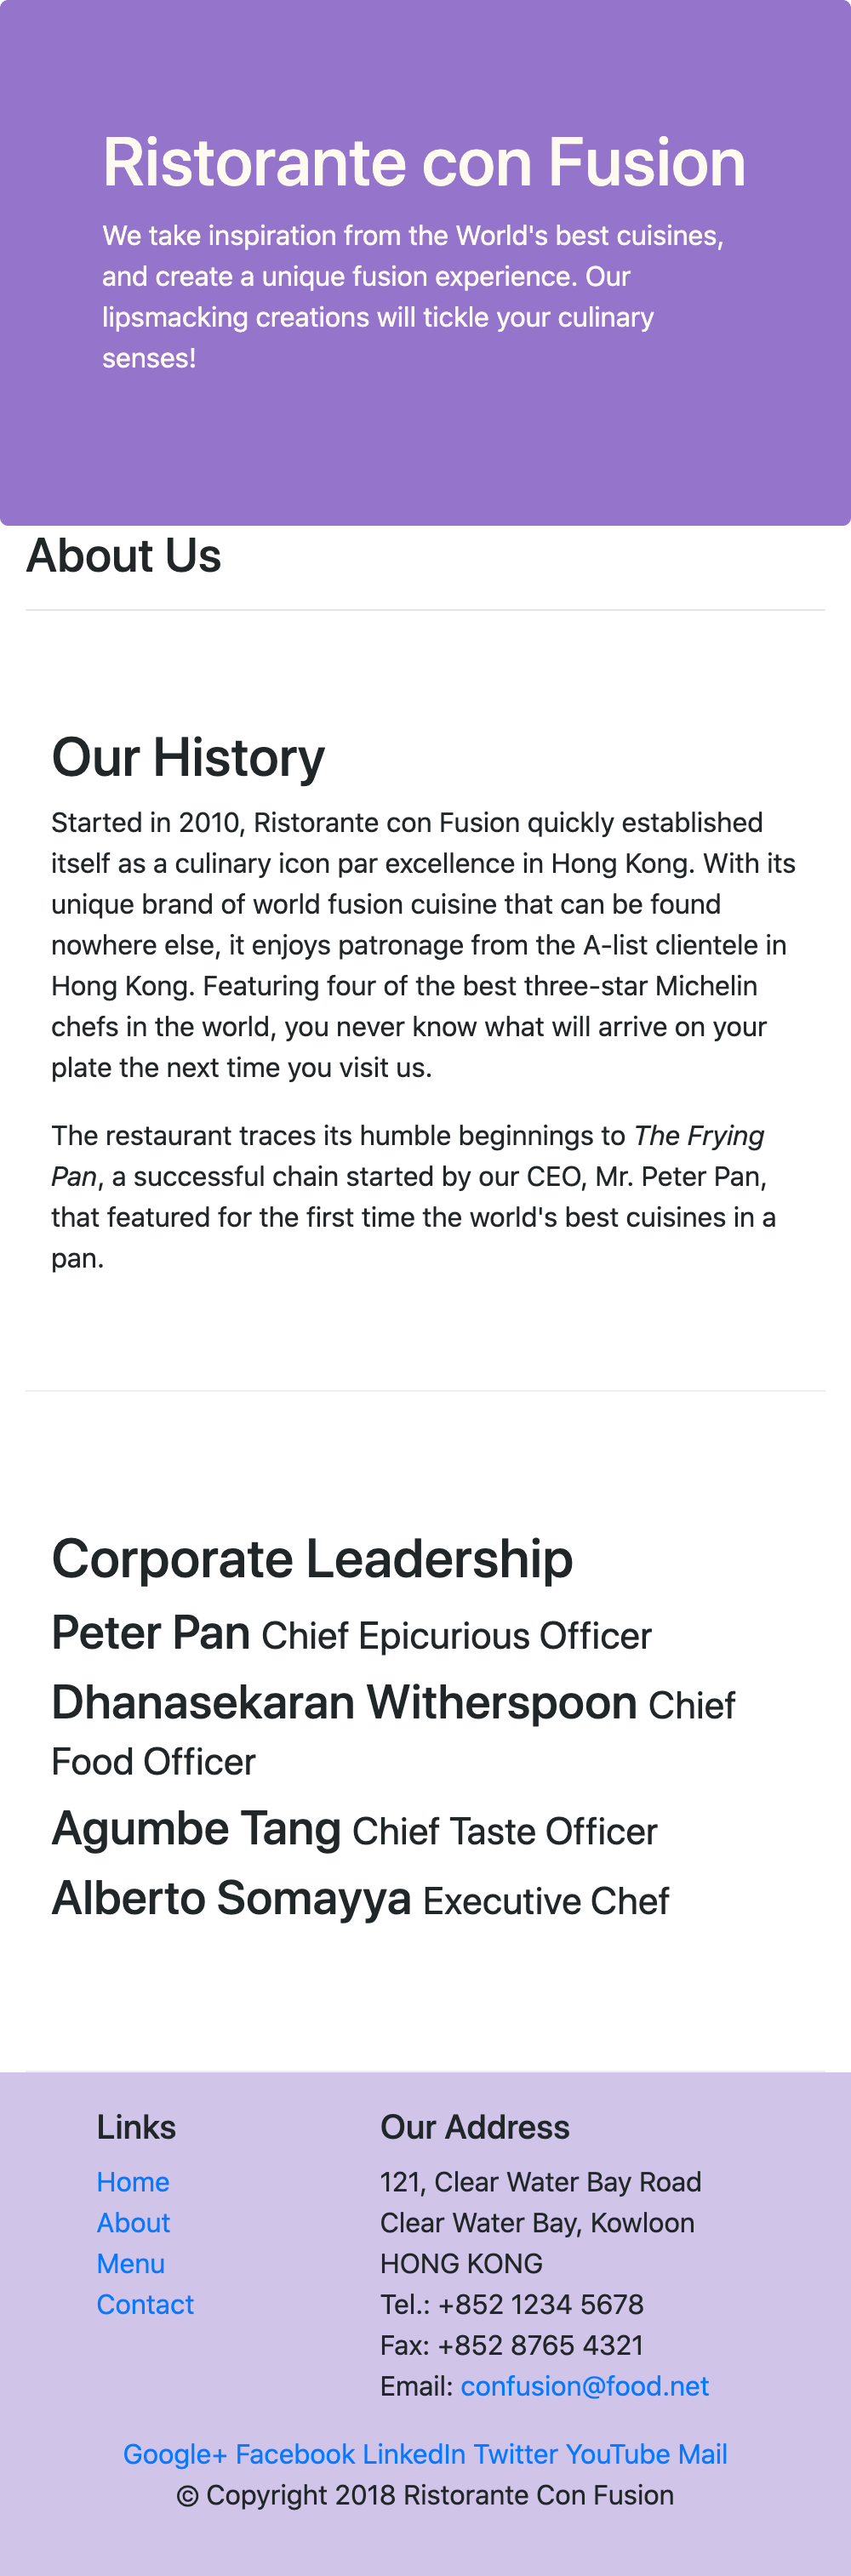 Ristorante con Fusion
We take inspiration from the World's best cuisines,
and create a unique fusion experience. Our
lipsmacking creations will tickle your culinary
senses!
About Us
Our History
Started in 2010, Ristorante con Fusion quickly established
itself as a culinary icon par excellence in Hong Kong. With its
unique brand of world fusion cuisine that can be found
nowhere else, it enjoys patronage from the A-list clientele in
Hong Kong. Featuring four of the best three-star Michelin
chefs in the world, you never know what will arrive on your
plate the next time you visit us.
The restaurant traces its humble beginnings to The Frying
Pan, a successful chain started by our CEO, Mr. Peter Pan,
that featured for the first time the world's best cuisines in a
pan.
Corporate Leadership
Peter Pan Chief Epicurious Officer
Dhanasekaran Witherspoon Chief
Food Officer
Agumbe Tang Chief Taste Officer
Alberto Somayya Executive Chef
Links
Home
About
Menu
Contact
Our Address
121, Clear Water Bay Road
Clear Water Bay, Kowloon
HONG KONG
Tel.: +852 1234 5678
Fax: +852 8765 4321
Email: confusion@food.net
Google+ Facebook LinkedIn Twitter YouTube Mail
© Copyright 2018 Ristorante Con Fusion